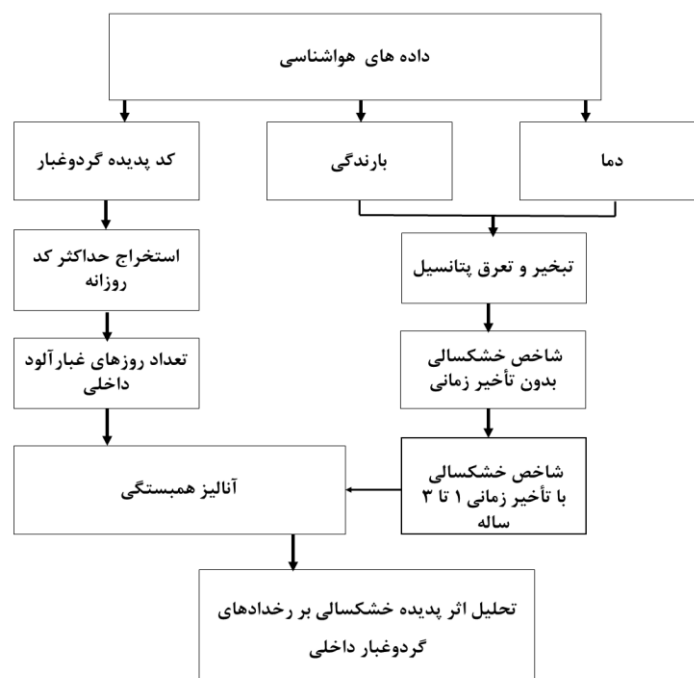 داده های هواشناسی
کد پدیده گردوغبار
بارندگی
دما
استخراج حداکثر کد
روزانه
تبخیر و تعرق پتانسیل
تعداد روزهای غبارآلود
داخلی
شاخص خشکسالی
بدون تأخیر زمانی
آنالیز همبستگی
شاخص خشکسالی
با تأخیر زمانی ۱ تا ۳
ساله
تحلیل اثر پدیده خشکسالی بر رخدادهای
گردوغبار داخلی